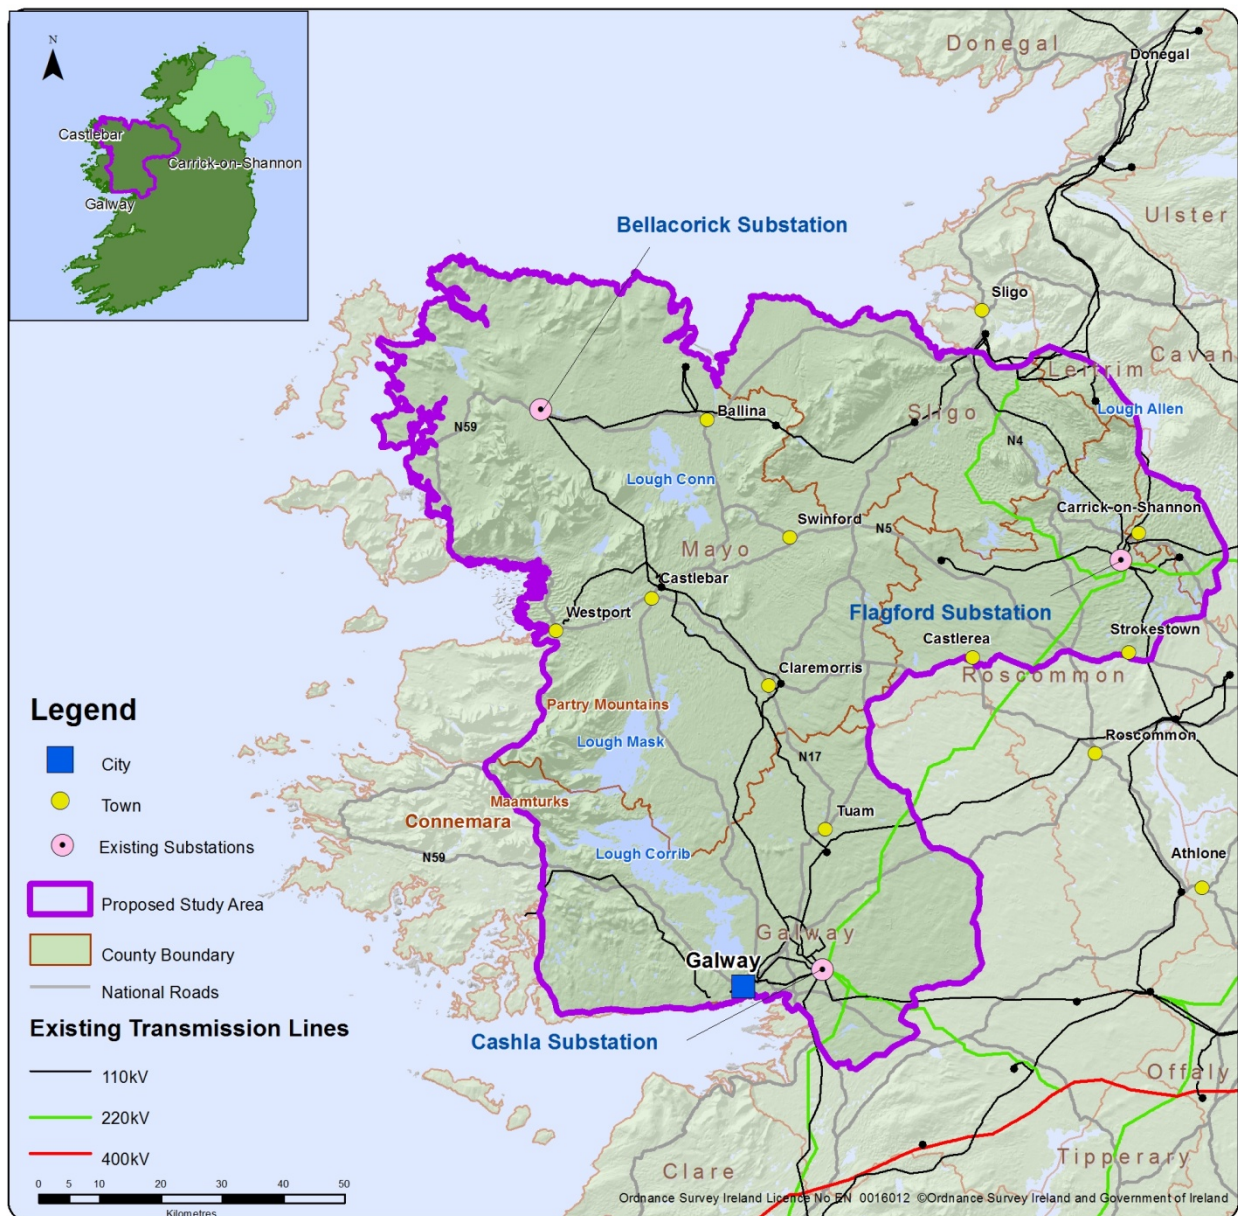 N
Castlebar
Carrick-on-Shannon
Galway
Donegal
Donegal
Ulster
Bellacorick Substation
Sligo
Cavan
Leitrim
Lough Allen
Sligo
Ballina
N59
N4
Lough Conn
Carrick-on-Shannon
Swinford
N5
Mayo
Castlebar
Westport
Flagford Substation
Castlerea
Strokestown
Claremorris
Roscommon
Partry Mountains
Lough Mask
Roscommon
N17
Maamturks
Connemara
Tuam
N59
Lough Corrib
Athlone
Galway
Galway
Cashla Substation
Offaly
Clare
Tipperary
Legend
City
Town
Existing Substations
Proposed Study Area
County Boundary
National Roads
Existing Transmission Lines
110kV
220kV
400kV
0 5 10 20 30 40 50
Kilometres
Ordnance Survey Ireland Licence No EN 0016012 ©Ordnance Survey Ireland and Government of Ireland